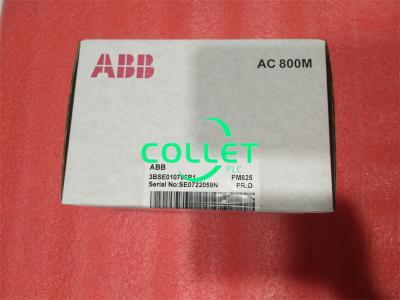 ABB
AC 800M
COLLET
PLC
ABB
PM825
Serial No:SE0722059N
PR:D